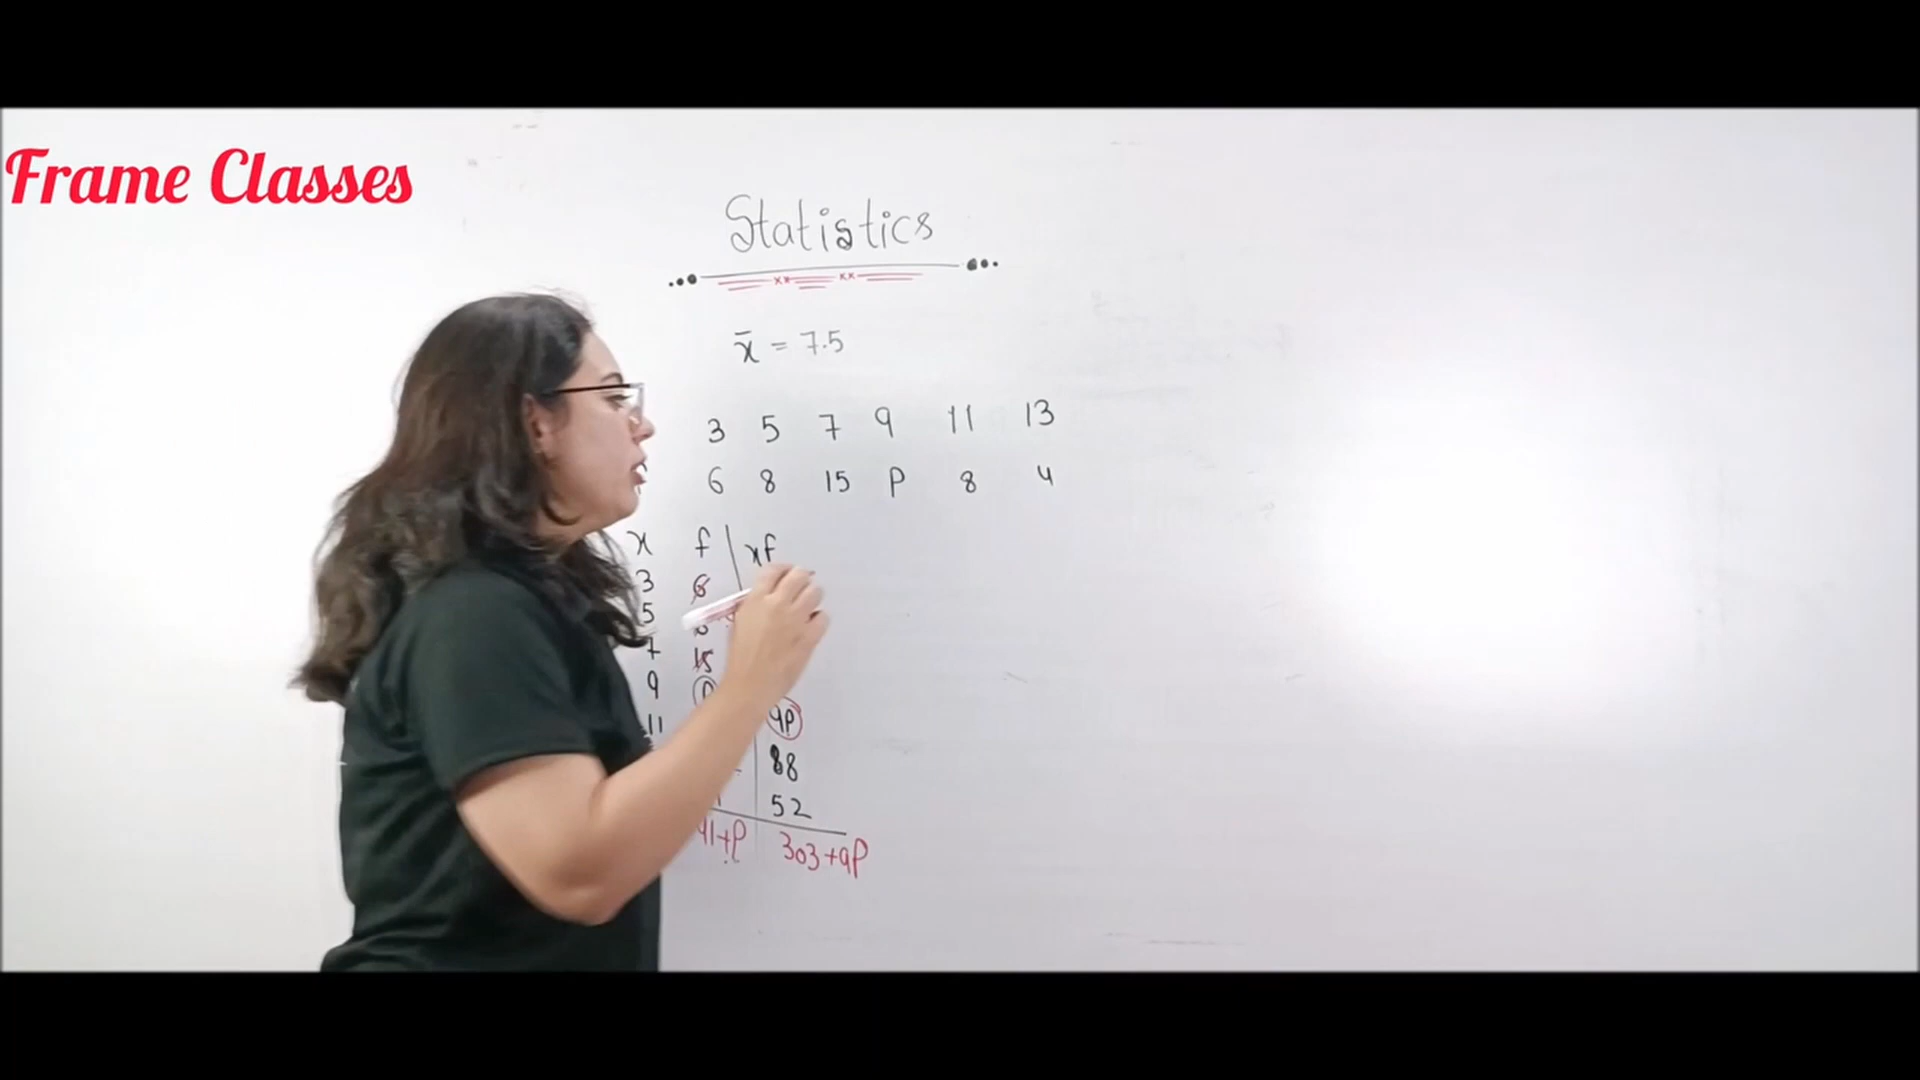 Frame Classes
Statistics
x̄ = 7.5
3 5 7 9 11 13
6 8 15 P 8 4
x f xf
3 6
5
7 15
9 P 9P
11 88
52
41+P 303+9P